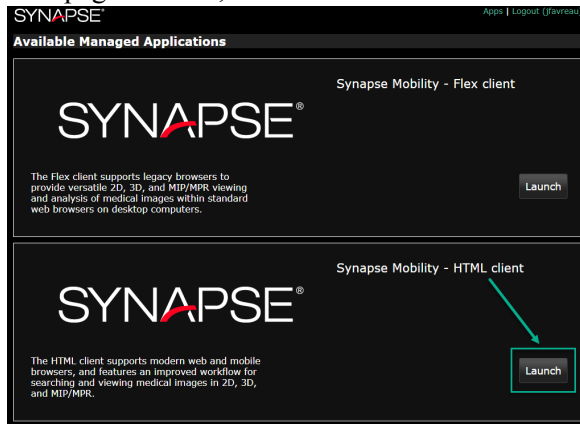 SYNAPSE®
Apps | Logout (jfavreau
Available Managed Applications
Synapse Mobility - Flex client
SYNAPSE®
The Flex client supports legacy browsers to
provide versatile 2D, 3D, and MIP/MPR viewing
and analysis of medical images within standard
web browsers on desktop computers.
Launch
Synapse Mobility - HTML client
SYNAPSE®
The HTML client supports modern web and mobile
browsers, and features an improved workflow for
searching and viewing medical images in 2D, 3D,
and MIP/MPR.
Launch